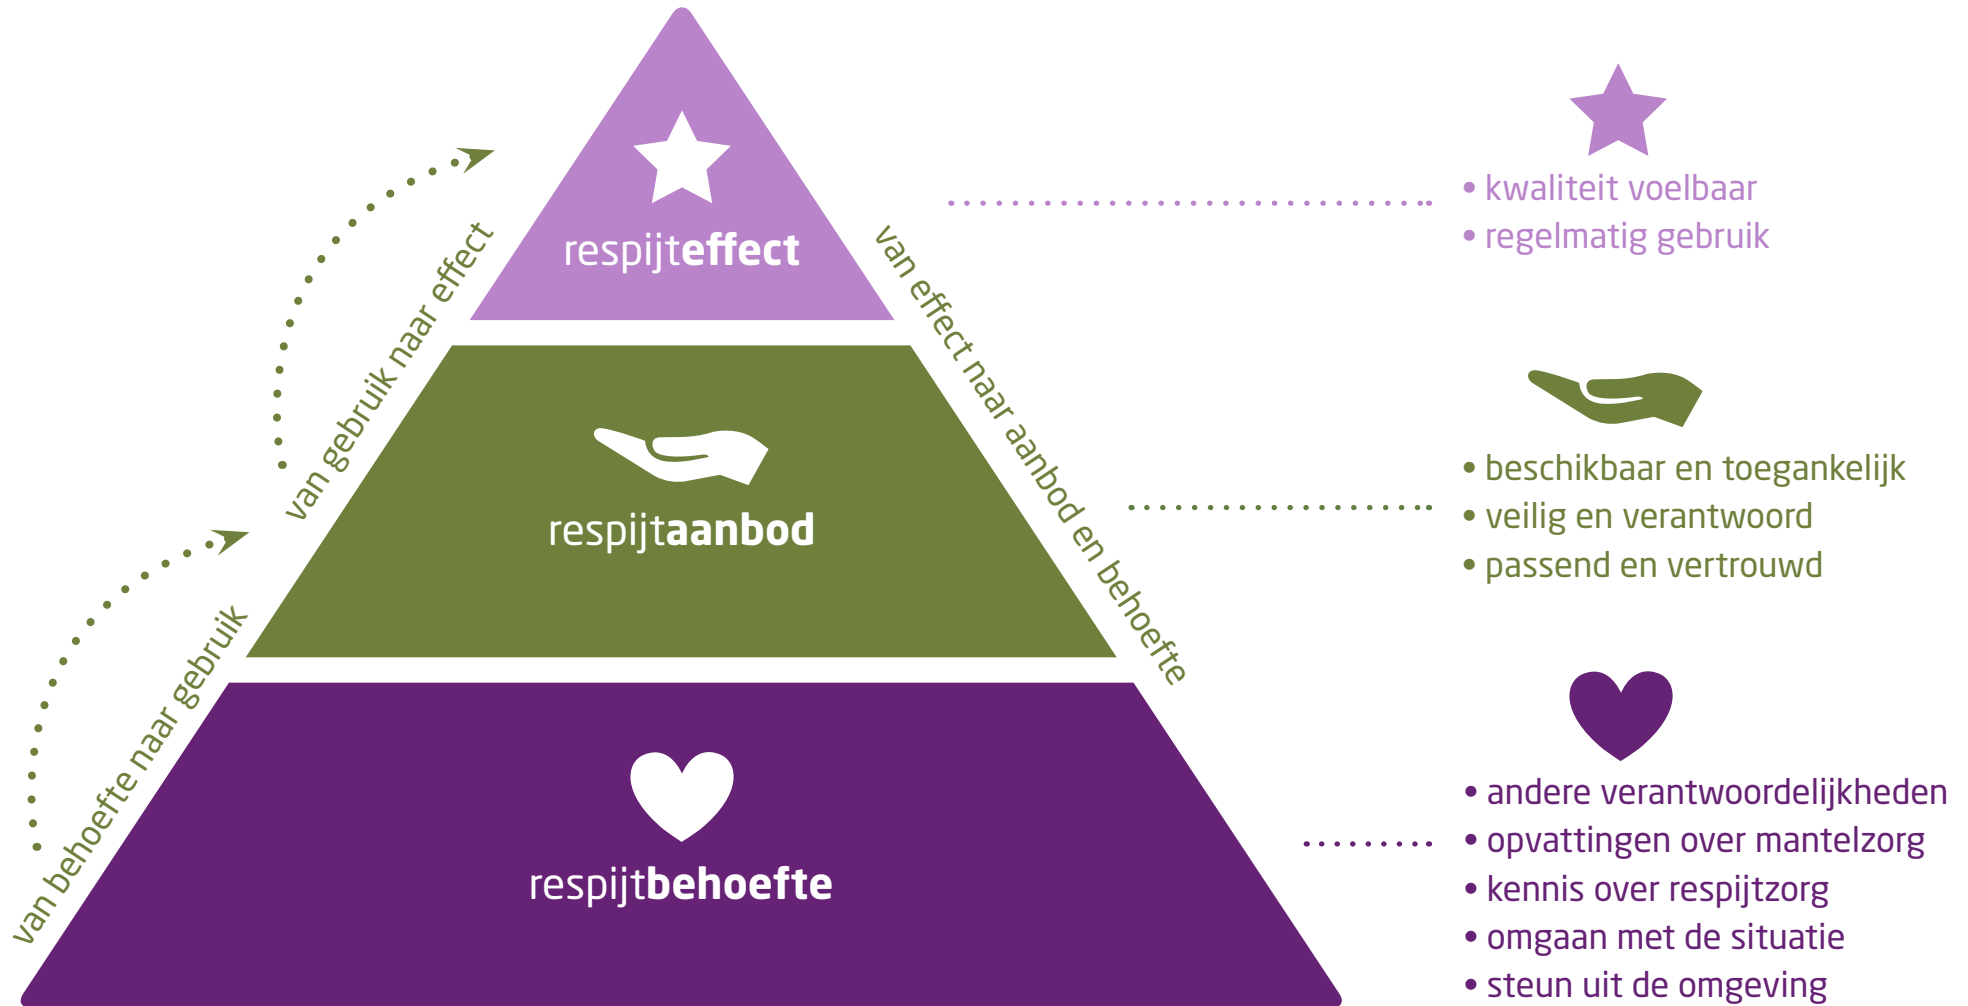 respijteffect
respijtaanbod
respijtbehoefte
van behoefte naar gebruik
van gebruik naar effect
van effect naar aanbod en behoefte
• kwaliteit voelbaar
• regelmatig gebruik
• beschikbaar en toegankelijk
• veilig en verantwoord
• passend en vertrouwd
• andere verantwoordelijkheden
• opvattingen over mantelzorg
• kennis over respijtzorg
• omgaan met de situatie
• steun uit de omgeving